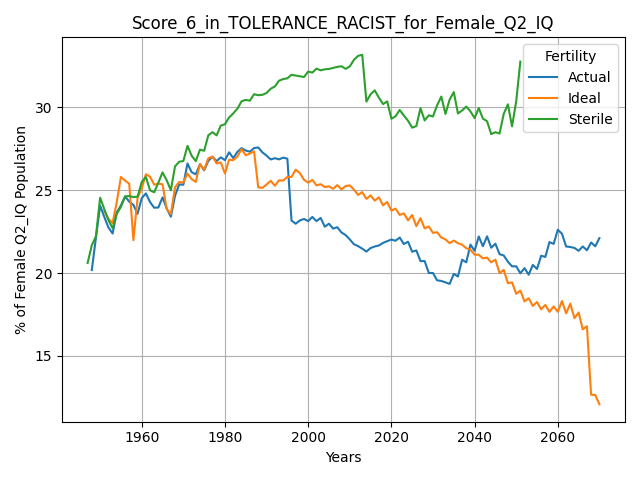 Score_6_in_TOLERANCE_RACIST_for_Female_Q2_IQ
Fertility
Actual
Ideal
Sterile
% of Female Q2_IQ Population
30
25
20
15
1960
1980
2000
2020
2040
2060
Years